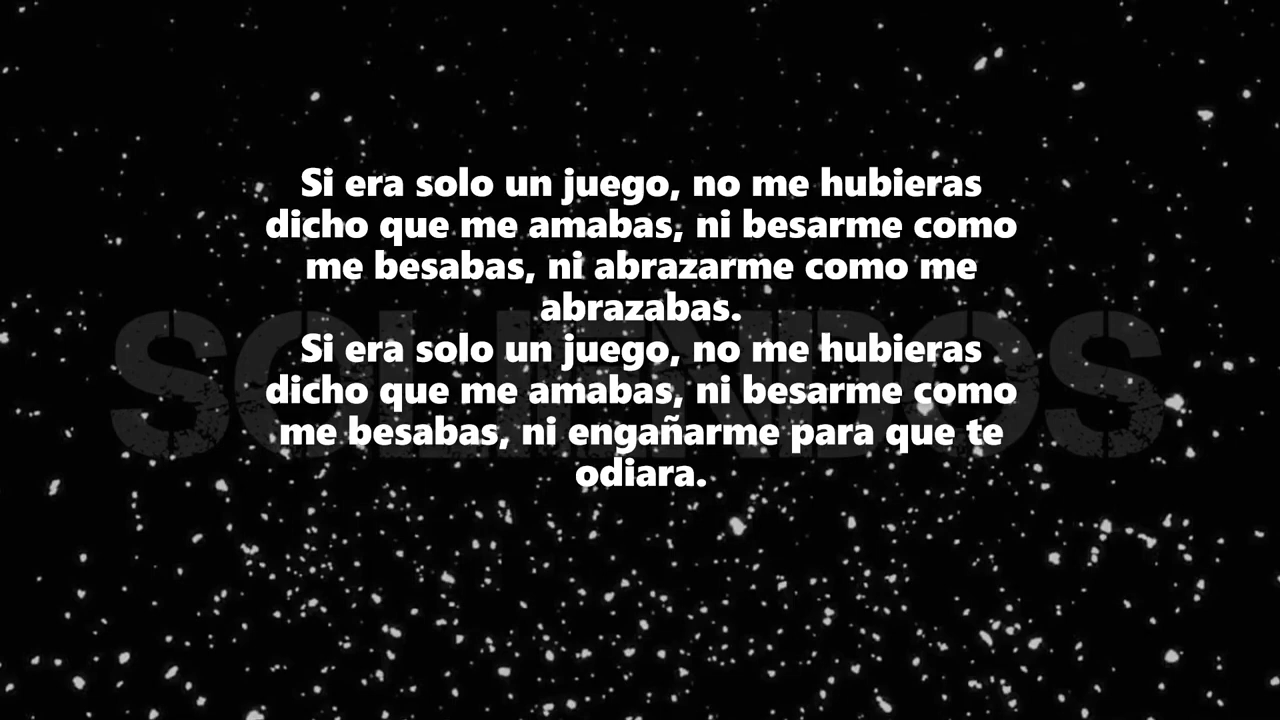 Si era solo un juego, no me hubieras
dicho que me amabas, ni besarme como
me besabas, ni abrazarme como me
abrazabas.
Si era solo un juego, no me hubieras
dicho que me amabas, ni besarme como
me besabas, ni engañarme para que te
odiara.